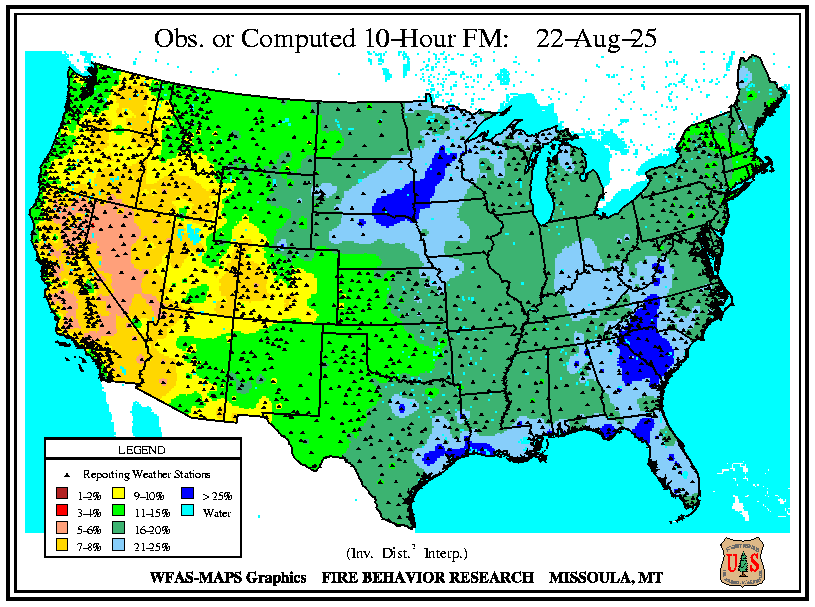 Obs. or Computed 10-Hour FM: 22-Aug-25
LEGEND
Reporting Weather Stations
1-2% 9-10% > 25%
3-4% 11-15% Water
5-6% 16-20%
7-8% 21-25%
(Inv. Dist.² Interp.)
WFAS-MAPS Graphics FIRE BEHAVIOR RESEARCH MISSOULA, MT
U S